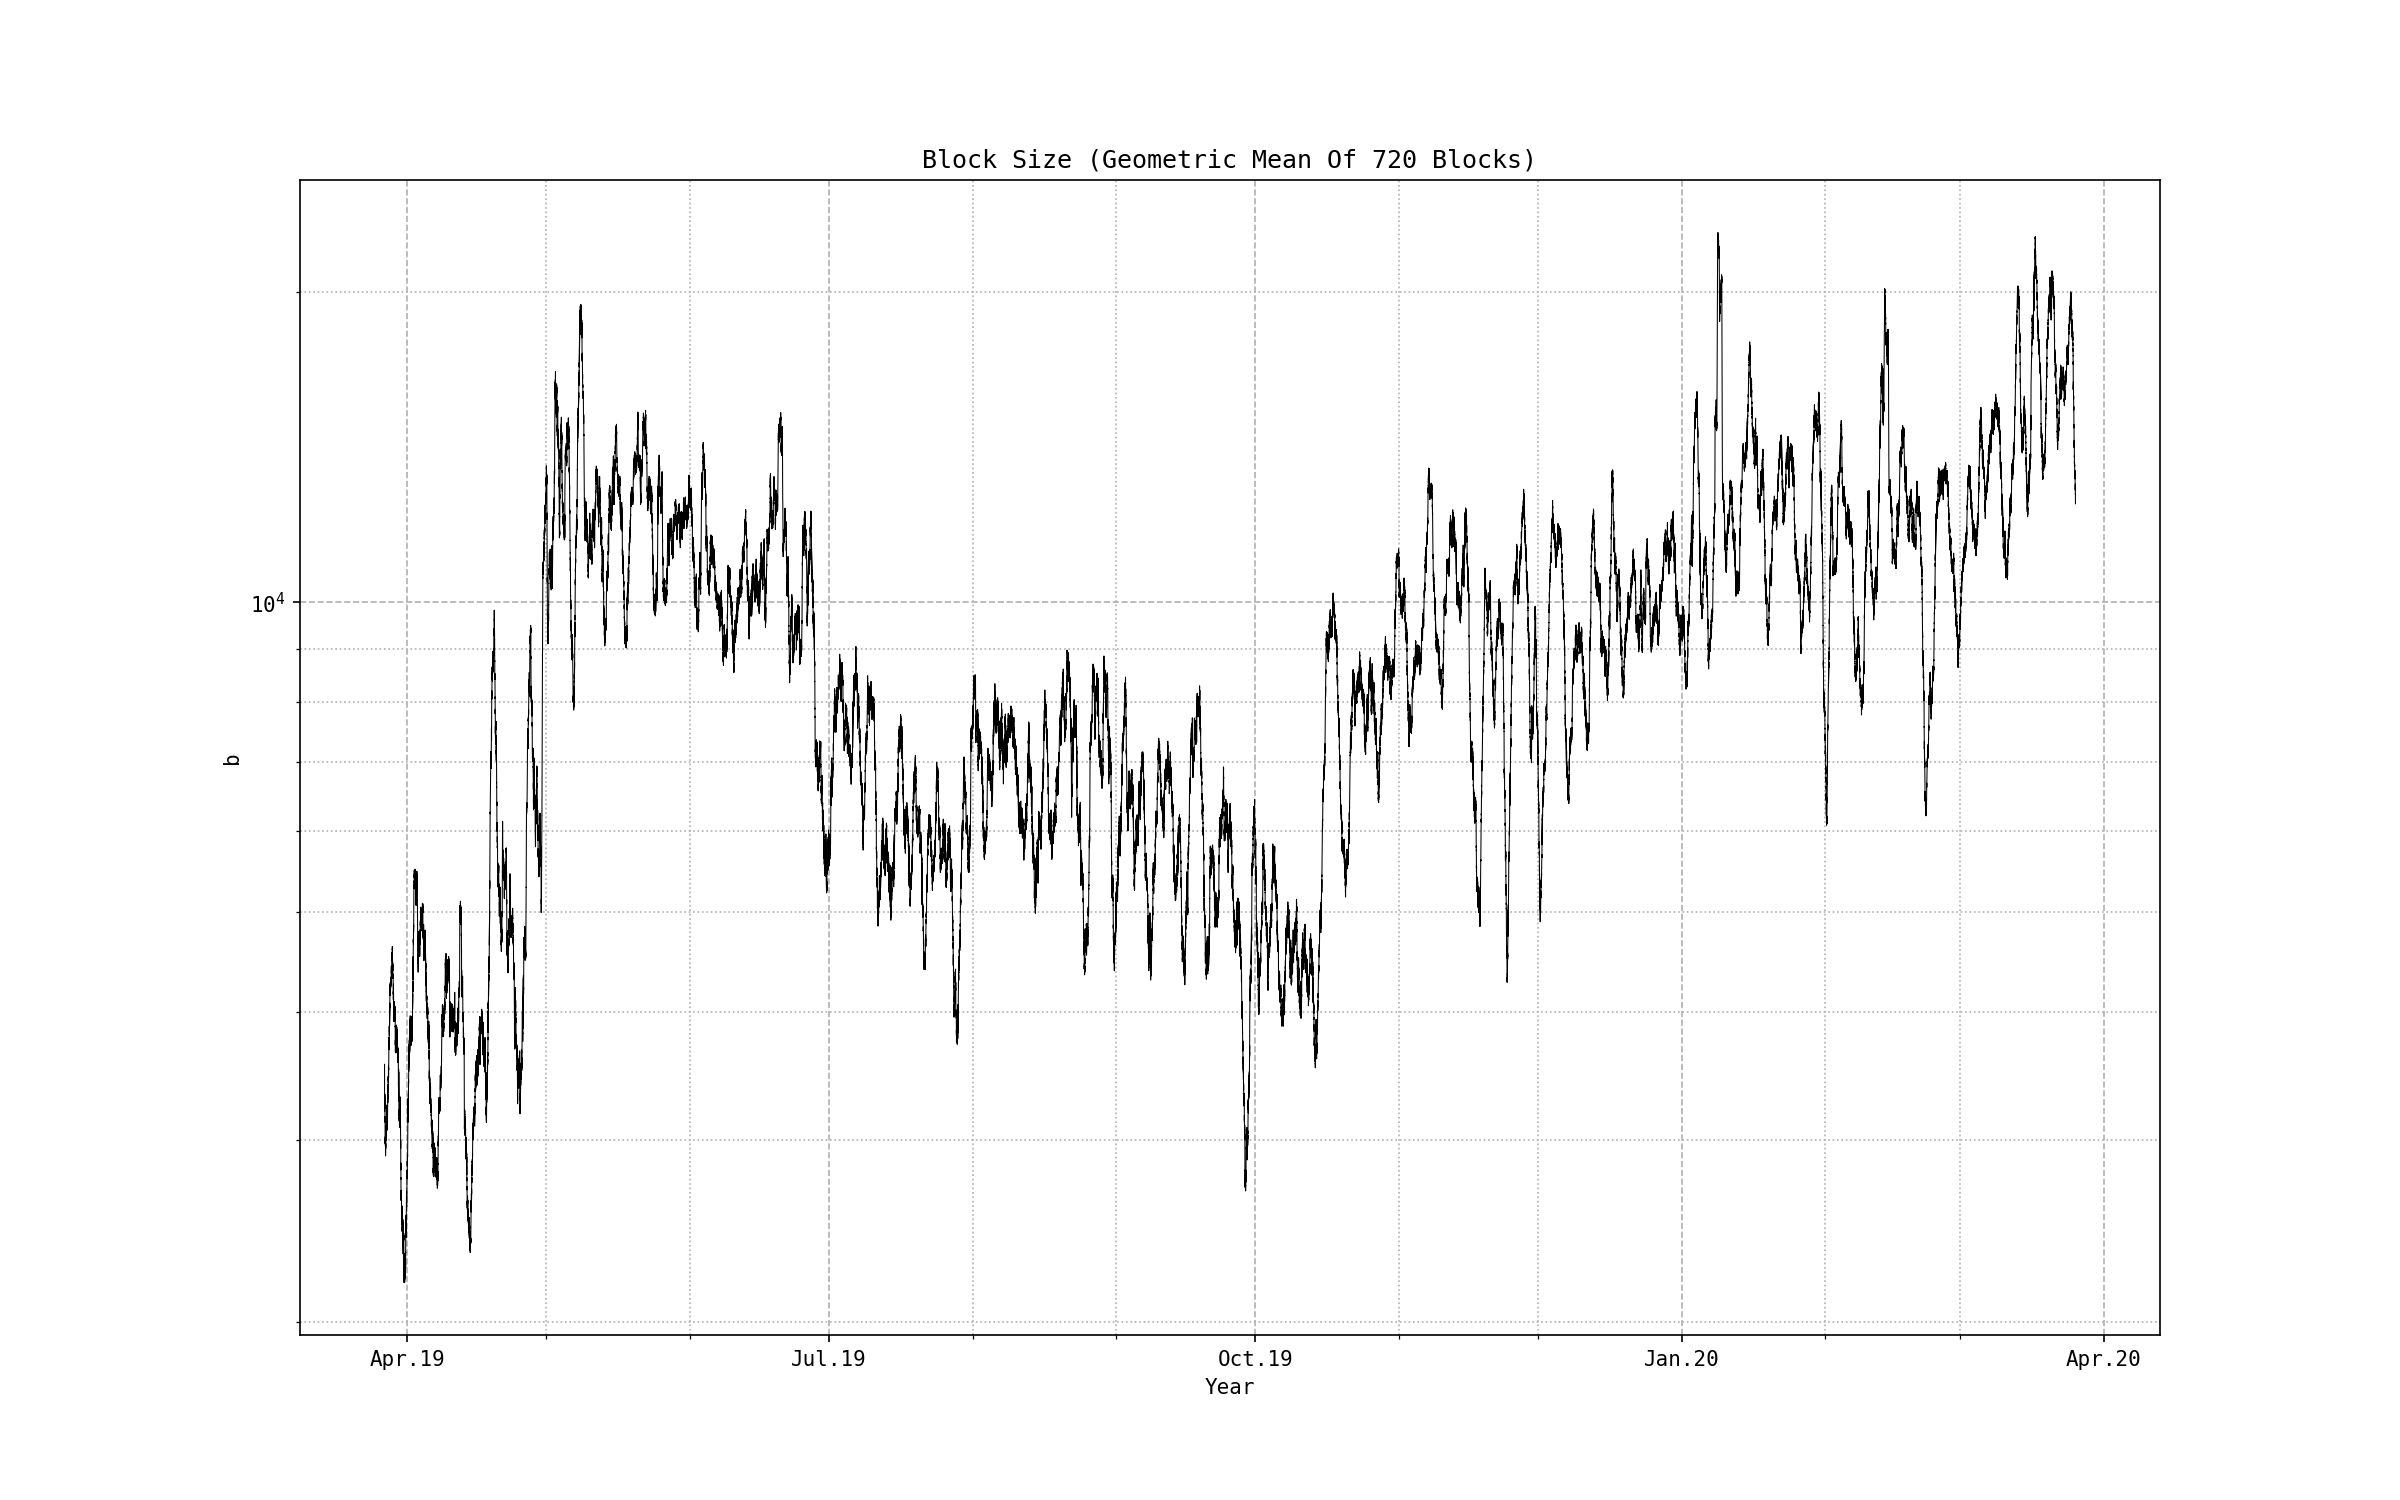 Block Size (Geometric Mean Of 720 Blocks)
10⁴
b
Apr.19 Jul.19 Oct.19 Jan.20 Apr.20
Year